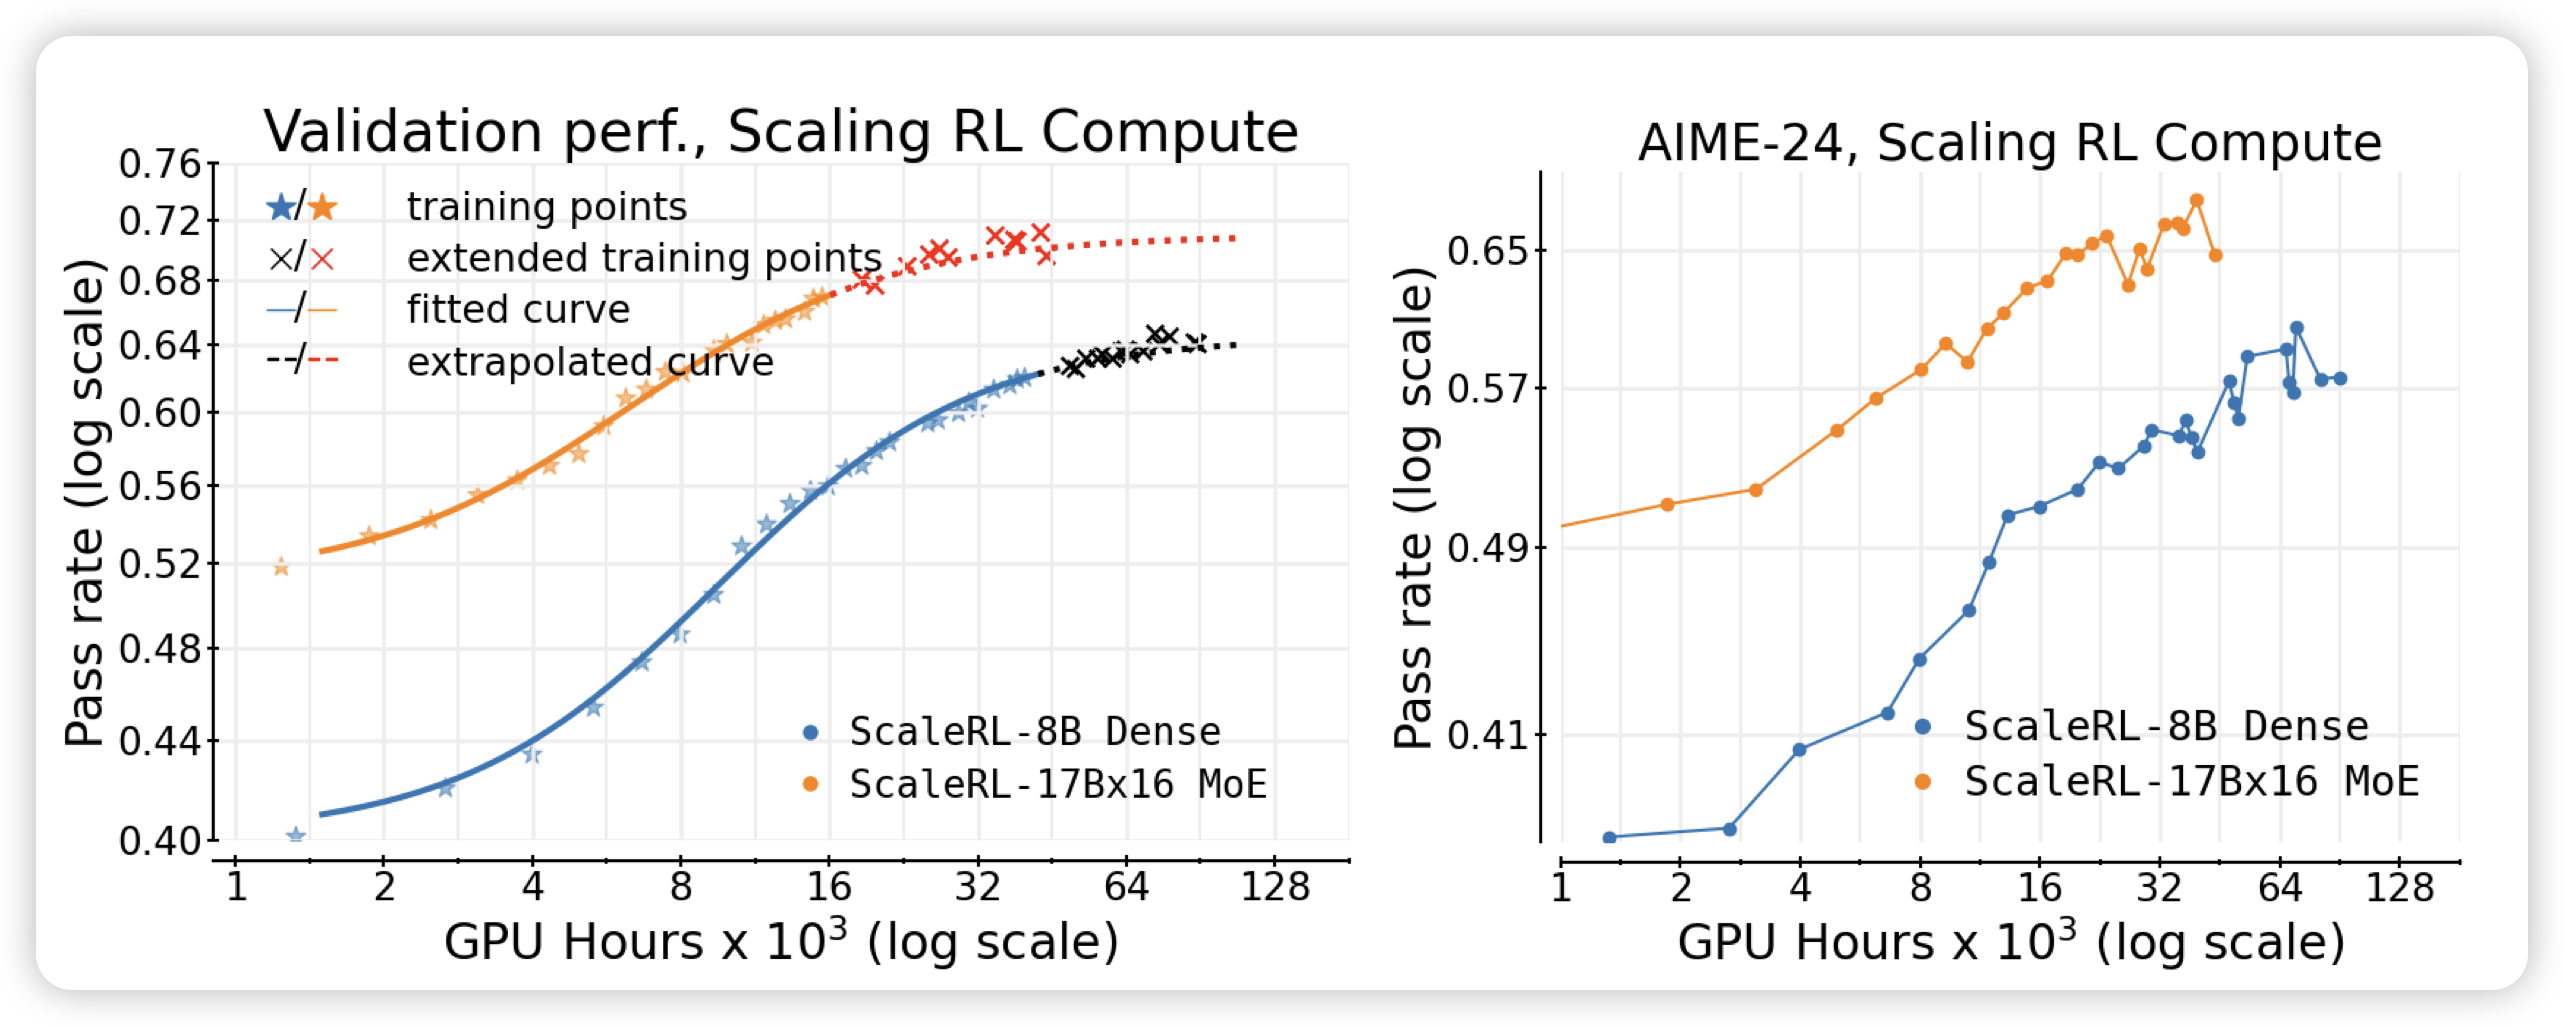 Validation perf., Scaling RL Compute
Pass rate (log scale)
0.76
0.72
0.68
0.64
0.60
0.56
0.52
0.48
0.44
0.40
★/★ training points
×/× extended training points
—/— fitted curve
--/-- extrapolated curve
ScaleRL-8B Dense
ScaleRL-17Bx16 MoE
1 2 4 8 16 32 64 128
GPU Hours x 10³ (log scale)
AIME-24, Scaling RL Compute
Pass rate (log scale)
0.65
0.57
0.49
0.41
ScaleRL-8B Dense
ScaleRL-17Bx16 MoE
1 2 4 8 16 32 64 128
GPU Hours x 10³ (log scale)